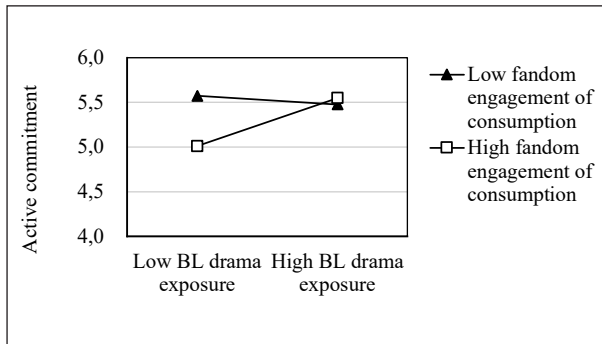 Active commitment
6,0
5,5
5,0
4,5
4,0
Low BL drama
exposure
High BL drama
exposure
Low fandom
engagement of
consumption
High fandom
engagement of
consumption